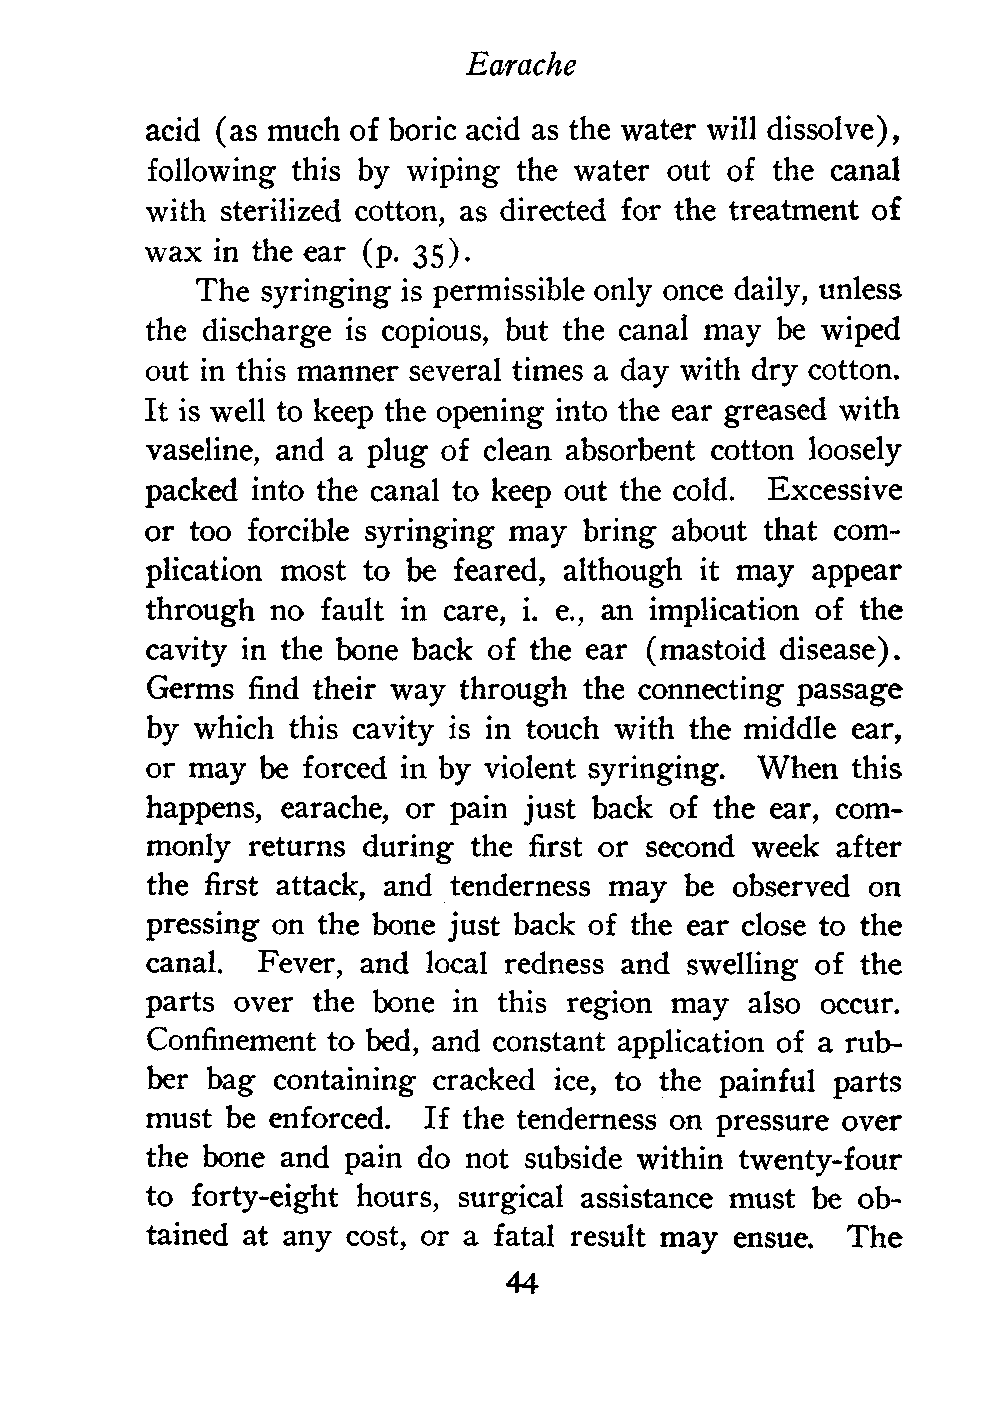 Earache
acid (as much of boric acid as the water will dissolve),
following this by wiping the water out of the canal
with sterilized cotton, as directed for the treatment of
wax in the ear (p. 35).
The syringing is permissible only once daily, unless
the discharge is copious, but the canal may be wiped
out in this manner several times a day with dry cotton.
It is well to keep the opening into the ear greased with
vaseline, and a plug of clean absorbent cotton loosely
packed into the canal to keep out the cold. Excessive
or too forcible syringing may bring about that com-
plication most to be feared, although it may appear
through no fault in care, i. e., an implication of the
cavity in the bone back of the ear (mastoid disease).
Germs find their way through the connecting passage
by which this cavity is in touch with the middle ear,
or may be forced in by violent syringing. When this
happens, earache, or pain just back of the ear, com-
monly returns during the first or second week after
the first attack, and tenderness may be observed on
pressing on the bone just back of the ear close to the
canal. Fever, and local redness and swelling of the
parts over the bone in this region may also occur.
Confinement to bed, and constant application of a rub-
ber bag containing cracked ice, to the painful parts
must be enforced. If the tenderness on pressure over
the bone and pain do not subside within twenty-four
to forty-eight hours, surgical assistance must be ob-
tained at any cost, or a fatal result may ensue. The
44